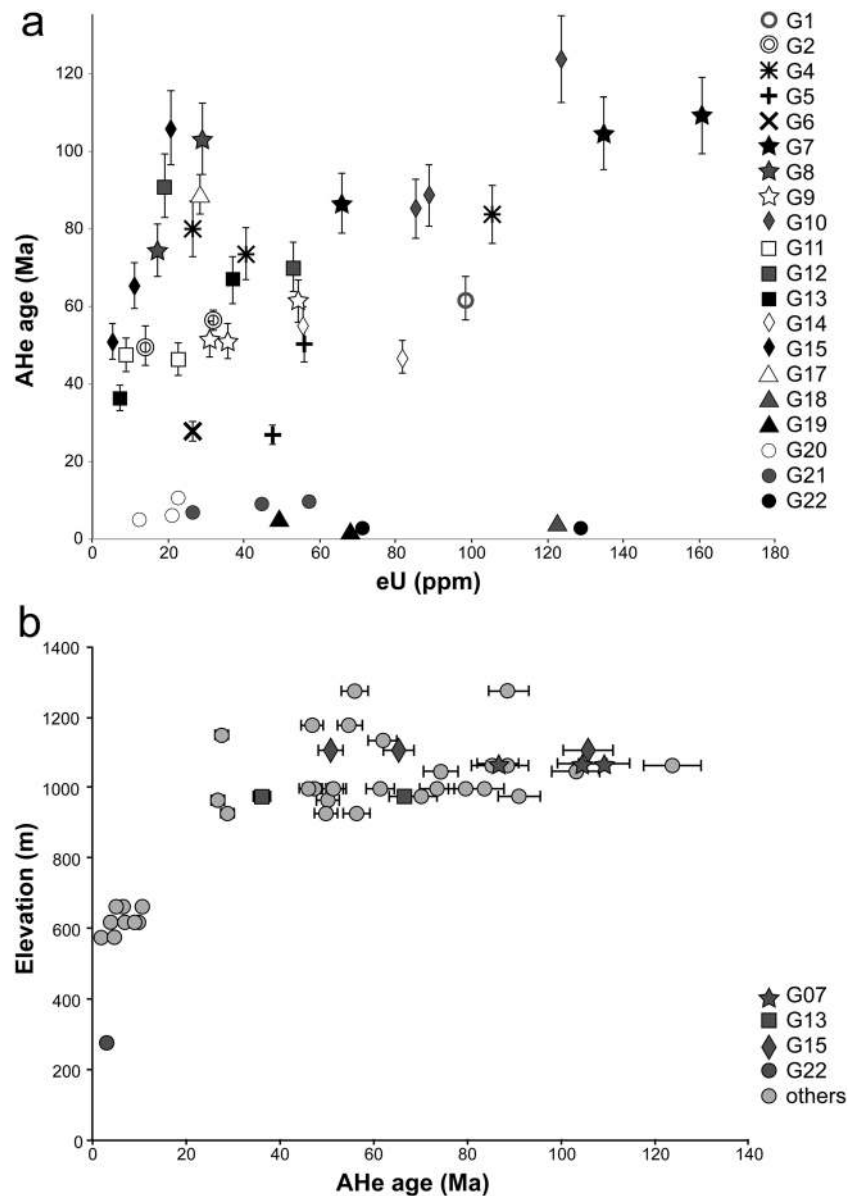 a
AHe age (Ma)
120
100
80
60
40
20
0
0 20 40 60 80 100 120 140 160 180
eU (ppm)
G1
G2
G4
G5
G6
G7
G8
G9
G10
G11
G12
G13
G14
G15
G17
G18
G19
G20
G21
G22
b
Elevation (m)
1400
1200
1000
800
600
400
200
0
0 20 40 60 80 100 120 140
AHe age (Ma)
G07
G13
G15
G22
others